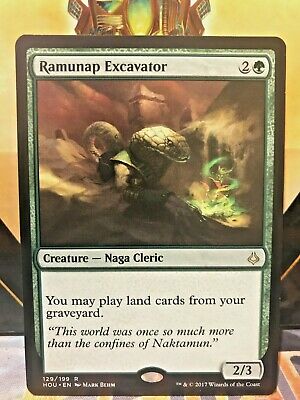 Ramunap Excavator 2
Creature — Naga Cleric
You may play land cards from your
graveyard.
"This world was once so much more
than the confines of Naktamun."
2/3
129/199 R
HOU • EN Mark Behm
™ & © 2017 Wizards of the Coast